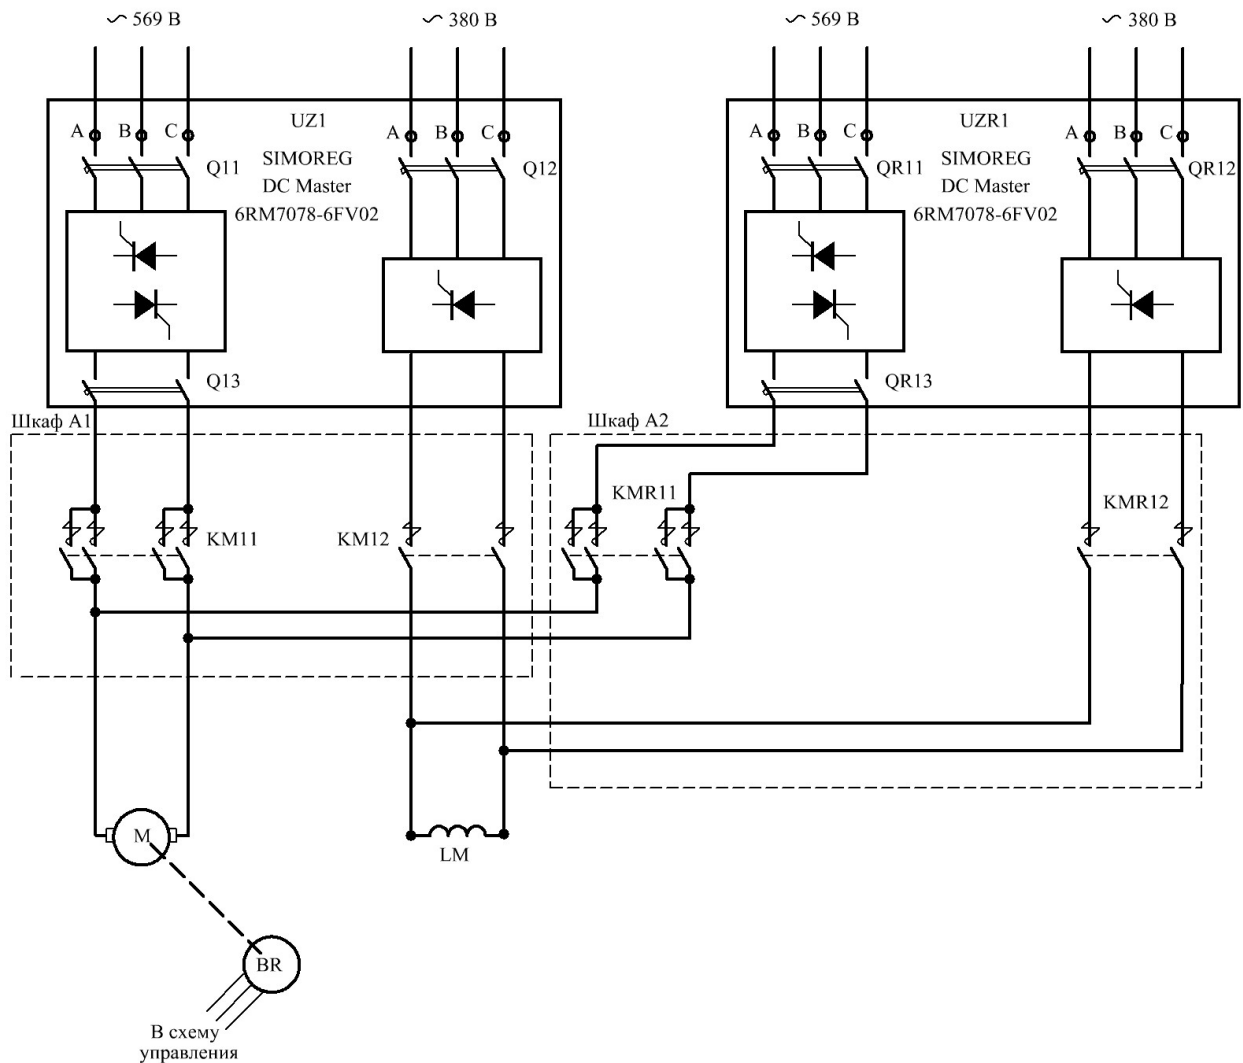 569 В
380 В
569 В
380 В
A B C
UZ1
A B C
SIMOREG
DC Master
6RM7078-6FV02
Q11
Q12
Q13
A B C
UZR1
A B C
SIMOREG
DC Master
6RM7078-6FV02
QR11
QR12
QR13
Шкаф А1
Шкаф А2
KM11
KM12
KMR11
KMR12
M
LM
BR
В схему
управления